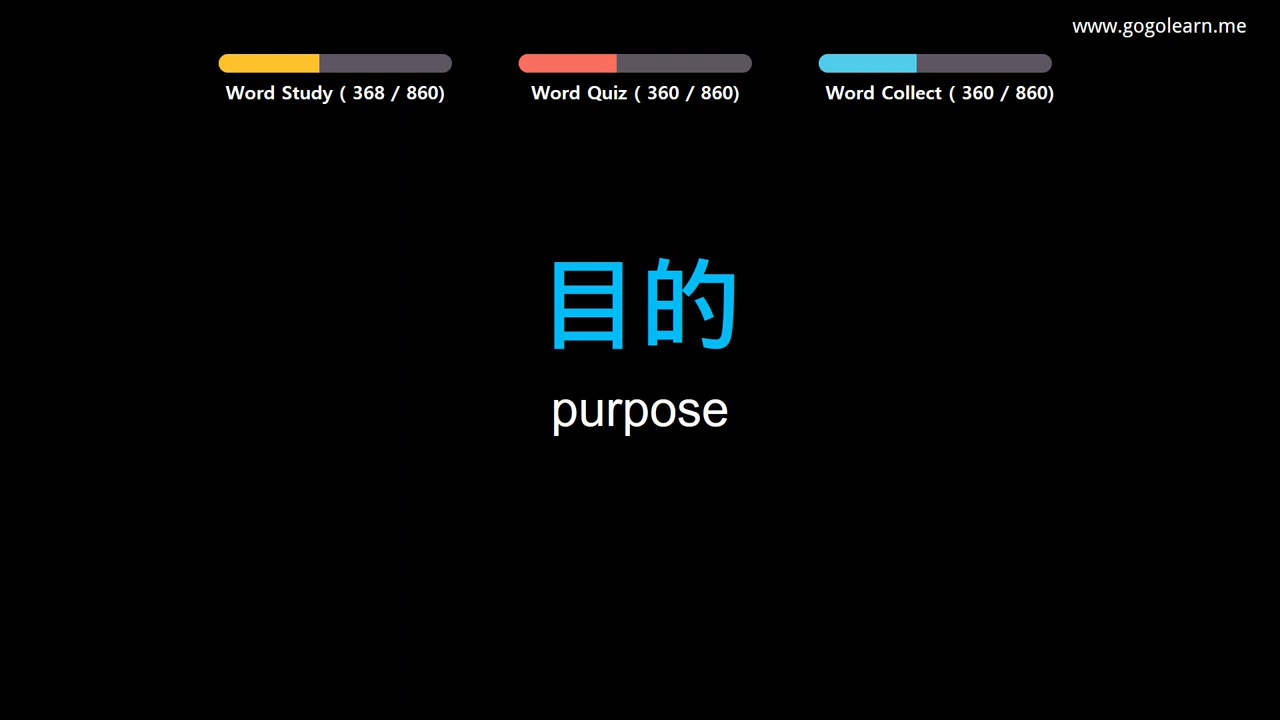 www.gogolearn.me
Word Study ( 368 / 860)
Word Quiz ( 360 / 860)
Word Collect ( 360 / 860)
目的
purpose